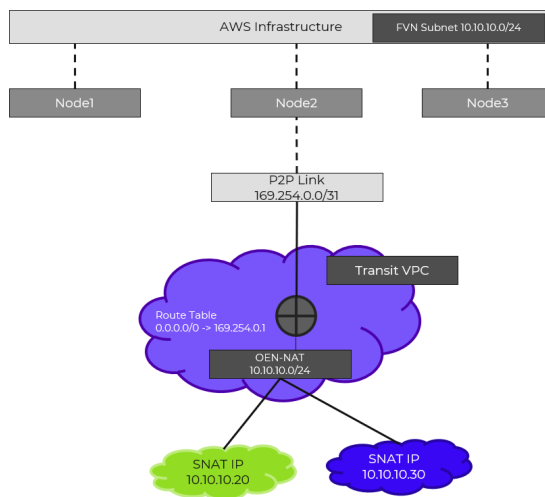 AWS Infrastructure
FVN Subnet 10.10.10.0/24
Node1
Node2
Node3
P2P Link
169.254.0.0/31
Transit VPC
Route Table
0.0.0.0/0 -> 169.254.0.1
OEN-NAT
10.10.10.0/24
SNAT IP
10.10.10.20
SNAT IP
10.10.10.30